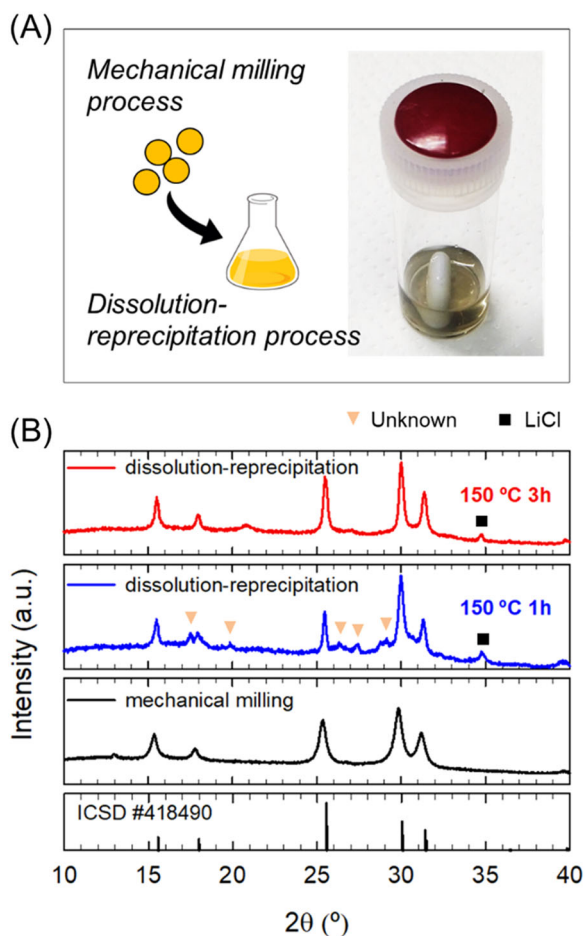 (A)
Mechanical milling
process
Dissolution-
reprecipitation process
(B)
Unknown
LiCl
dissolution-reprecipitation
150 ºC 3h
dissolution-reprecipitation
150 ºC 1h
mechanical milling
ICSD #418490
Intensity (a.u.)
10 15 20 25 30 35 40
2θ (º)